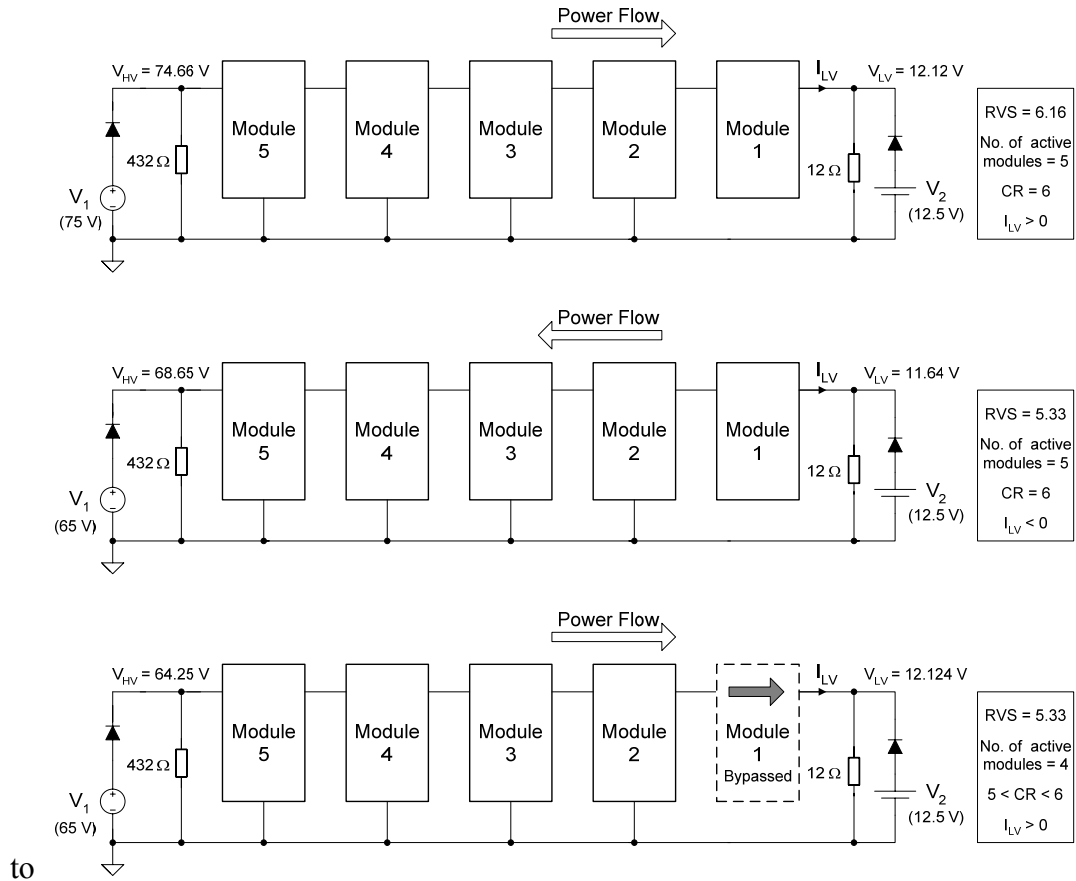 Power Flow
V_HV = 74.66 V
I_LV
V_LV = 12.12 V
Module 5
Module 4
Module 3
Module 2
Module 1
432 Ω
12 Ω
V_1
(75 V)
V_2
(12.5 V)
RVS = 6.16
No. of active
modules = 5
CR = 6
I_LV > 0
Power Flow
V_HV = 68.65 V
I_LV
V_LV = 11.64 V
Module 5
Module 4
Module 3
Module 2
Module 1
432 Ω
12 Ω
V_1
(65 V)
V_2
(12.5 V)
RVS = 5.33
No. of active
modules = 5
CR = 6
I_LV < 0
Power Flow
V_HV = 64.25 V
I_LV
V_LV = 12.124 V
Module 5
Module 4
Module 3
Module 2
Module 1
Bypassed
432 Ω
12 Ω
V_1
(65 V)
V_2
(12.5 V)
RVS = 5.33
No. of active
modules = 4
5 < CR < 6
I_LV > 0
to